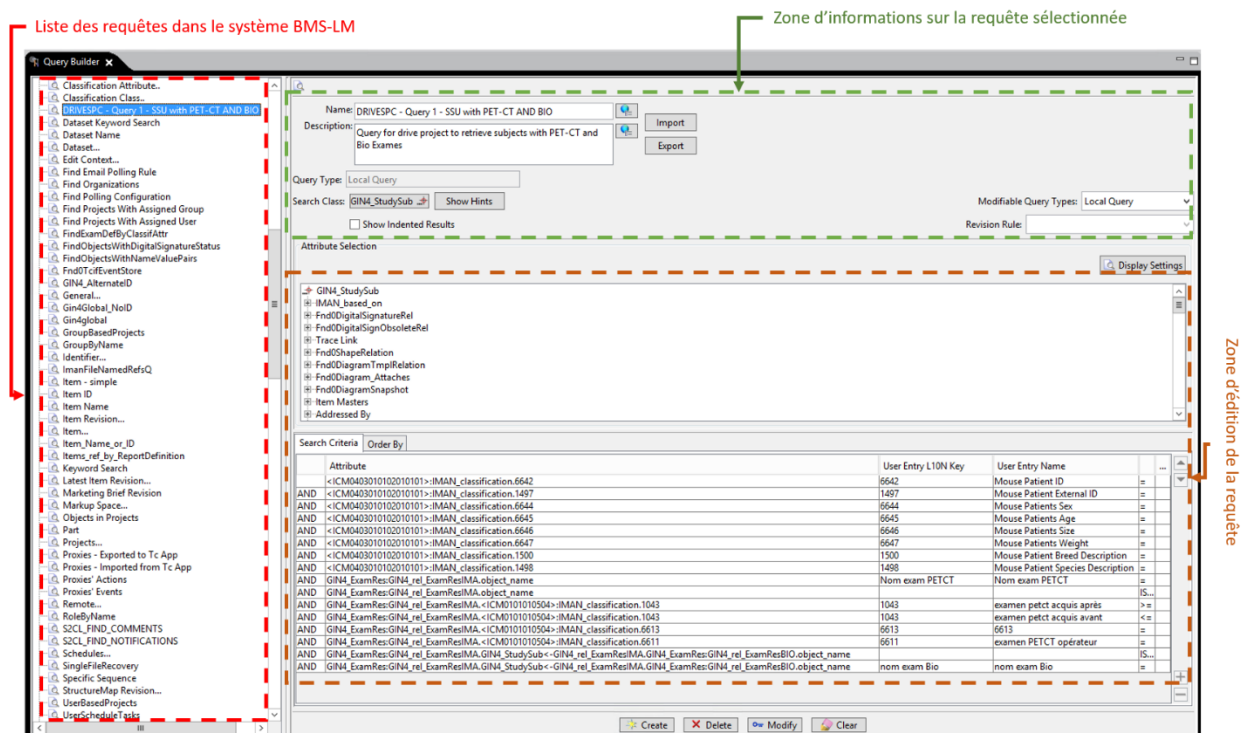 Liste des requêtes dans le système BMS-LM
Zone d'informations sur la requête sélectionnée
Query Builder
Classification Attribute..
Classification Class..
DRIVESPC - Query 1 - SSU with PET-CT AND BIO
Dataset Keyword Search
Dataset Name
Dataset...
Edit Context...
Find Email Polling Rule
Find Organizations
Find Polling Configuration
Find Projects With Assigned Group
Find Projects With Assigned User
FindExamDefByClassifAttr
FindObjectsWithDigitalSignatureStatus
FindObjectsWithNameValuePairs
Fnd0TcifEventStore
GIN4_AlternateID
General...
Gin4Global_NoID
Gin4global
GroupBasedProjects
GroupByName
Identifier...
ImanFileNamedRefsQ
Item - simple
Item ID
Item Name
Item Revision...
Item...
Item_Name_or_ID
Items_ref_by_ReportDefinition
Keyword Search
Latest Item Revision...
Marketing Brief Revision
Markup Space...
Objects in Projects
Part
Projects...
Proxies - Exported to Tc App
Proxies - Imported from Tc App
Proxies' Actions
Proxies' Events
Remote...
RoleByName
S2CL_FIND_COMMENTS
S2CL_FIND_NOTIFICATIONS
Schedules...
SingleFileRecovery
Specific Sequence
StructureMap Revision...
UserBasedProjects
UserScheduleTasks
Name: DRIVESPC - Query 1 - SSU with PET-CT AND BIO
Import
Description: Query for drive project to retrieve subjects with PET-CT and
Bio Exames
Export
Query Type: Local Query
Search Class: GIN4_StudySub Show Hints Modifiable Query Types: Local Query
Show Indented Results Revision Rule:
Attribute Selection
Display Settings
GIN4_StudySub
IMAN_based_on
Fnd0DigitalSignatureRel
Fnd0DigitalSignObsoleteRel
Trace Link
Fnd0ShapeRelation
Fnd0DiagramTmplRelation
Fnd0Diagram_Attaches
Fnd0DiagramSnapshot
Item Masters
Addressed By
Zone d'édition de la requête
Search Criteria Order By
Attribute User Entry L10N Key User Entry Name ...
<ICM0403010102010101>:IMAN_classification.6642 6642 Mouse Patient ID =
AND <ICM0403010102010101>:IMAN_classification.1497 1497 Mouse Patient External ID =
AND <ICM0403010102010101>:IMAN_classification.6644 6644 Mouse Patients Sex =
AND <ICM0403010102010101>:IMAN_classification.6645 6645 Mouse Patients Age =
AND <ICM0403010102010101>:IMAN_classification.6646 6646 Mouse Patients Size =
AND <ICM0403010102010101>:IMAN_classification.6647 6647 Mouse Patients Weight =
AND <ICM0403010102010101>:IMAN_classification.1500 1500 Mouse Patient Breed Description =
AND <ICM0403010102010101>:IMAN_classification.1498 1498 Mouse Patient Species Description =
AND GIN4_ExamRes:GIN4_rel_ExamResIMA.object_name Nom exam PETCT Nom exam PETCT =
AND GIN4_ExamRes:GIN4_rel_ExamResIMA.object_name IS...
AND GIN4_ExamRes:GIN4_rel_ExamResIMA.<ICM0101010504>:IMAN_classification.1043 1043 examen petct acquis après >=
AND GIN4_ExamRes:GIN4_rel_ExamResIMA.<ICM0101010504>:IMAN_classification.1043 1043 examen petct acquis avant <=
AND GIN4_ExamRes:GIN4_rel_ExamResIMA.<ICM0101010504>:IMAN_classification.6613 6613 6613 =
AND GIN4_ExamRes:GIN4_rel_ExamResIMA.<ICM0101010504>:IMAN_classification.6611 6611 examen PETCT opérateur =
AND GIN4_ExamRes:GIN4_rel_ExamResIMA.GIN4_StudySub<-GIN4_rel_ExamResIMA.GIN4_ExamRes:GIN4_rel_ExamResBIO.object_name IS...
AND GIN4_ExamRes:GIN4_rel_ExamResIMA.GIN4_StudySub<-GIN4_rel_ExamResIMA.GIN4_ExamRes:GIN4_rel_ExamResBIO.object_name nom exam Bio nom exam Bio =
Create Delete Modify Clear